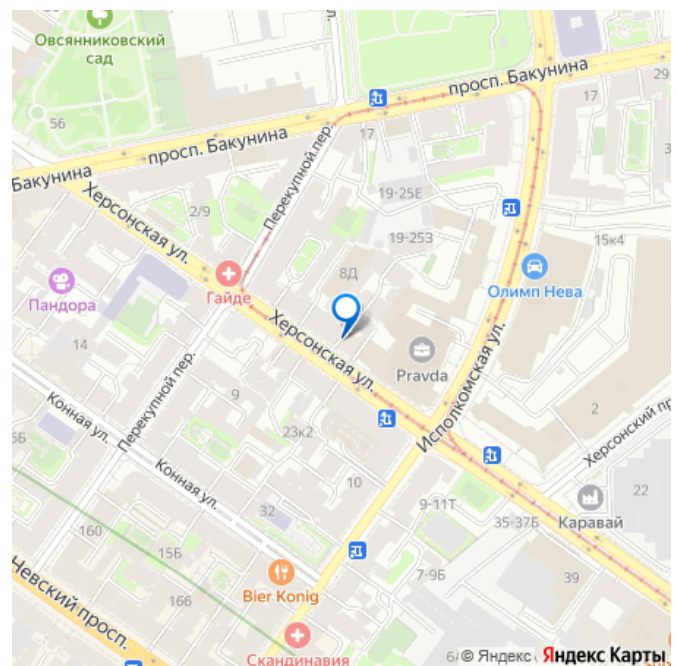 Овсянниковский
сад
просп. Бакунина
29
17
56
17
просп. Бакунина
Бакунина
Перекупной пер.
19-25Е
2/9
Херсонская ул.
19-253
15к4
8Д
Пандора
Гайде
Олимп Нева
Херсонская ул.
14
Pravda
Исполкомская ул.
Перекупной пер.
9
2
Конная ул.
23к2
Херсонский
Конная ул.
10
22
32
9-11Т
35-37Б
Каравай
160
15Б
7-9Б
39
Bier Konig
166
Невский просп.
Скандинавия
© Яндекс Яндекс Карты